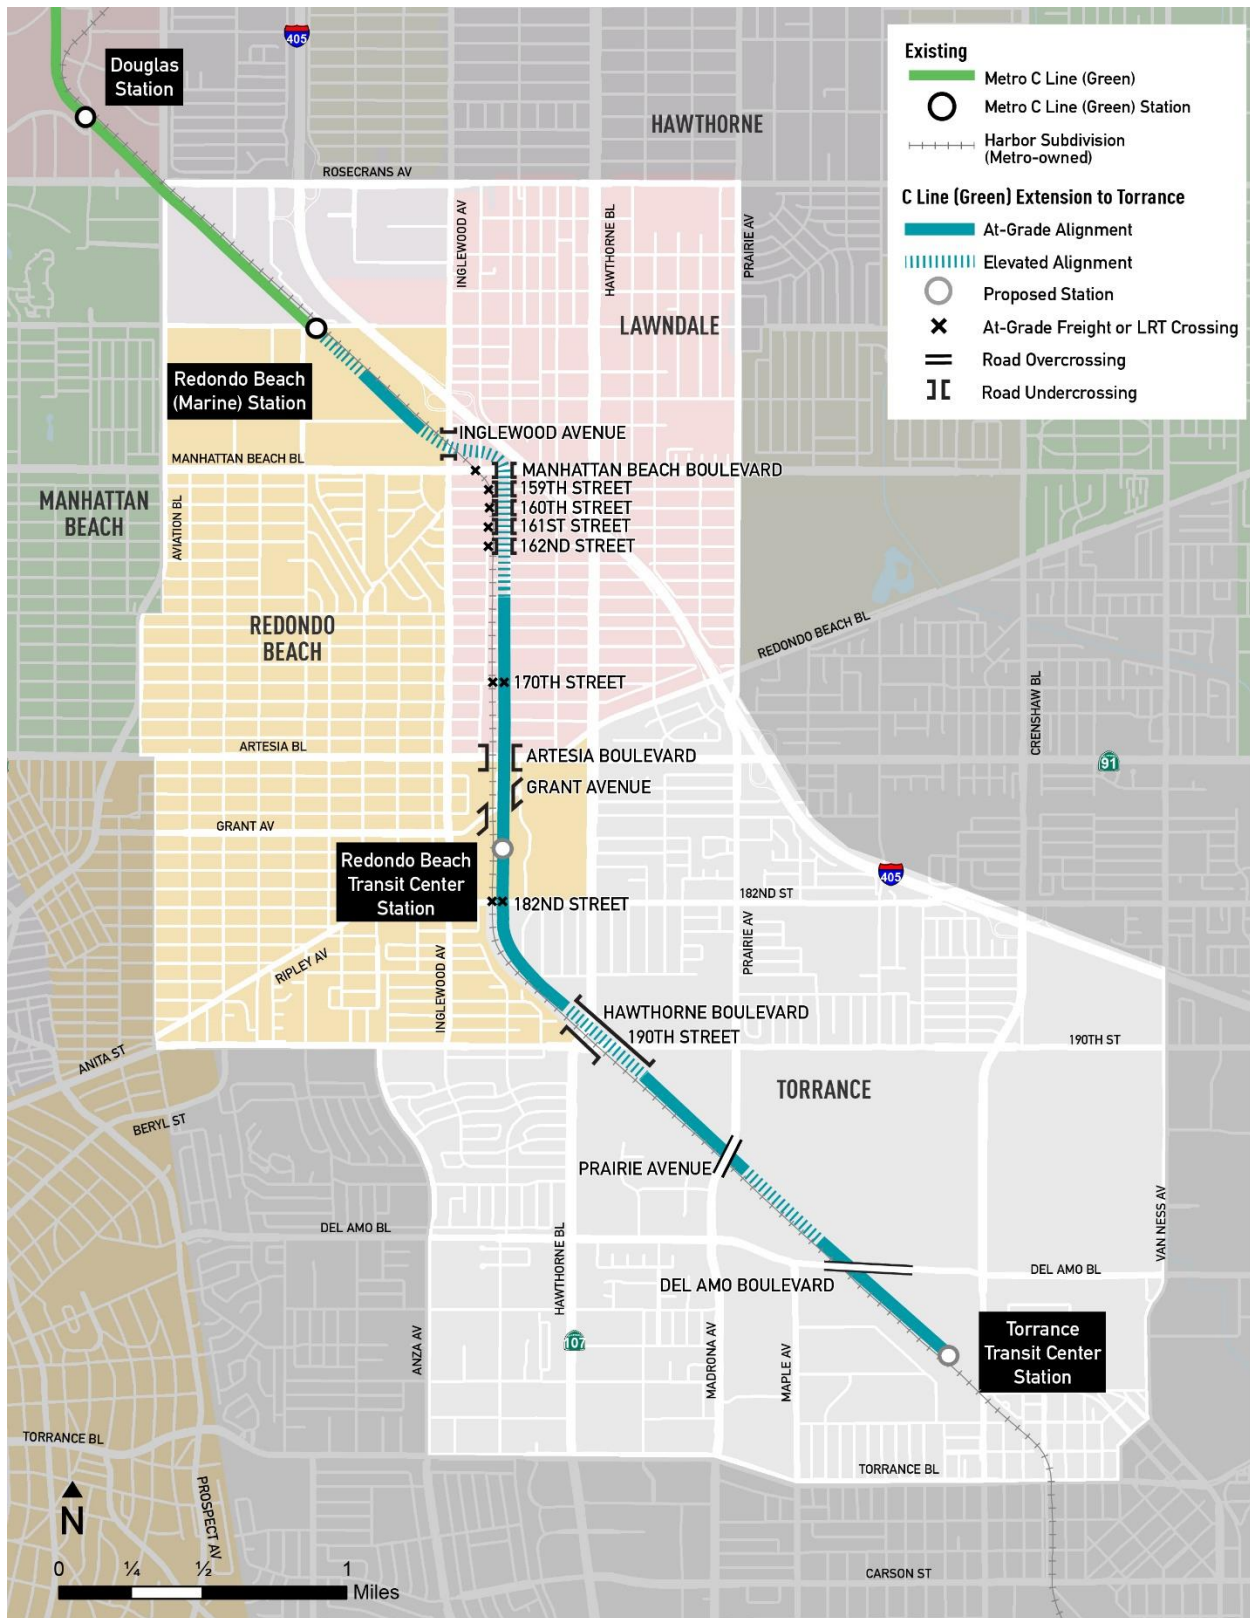 405
Douglas
Station
HAWTHORNE
ROSECRANS AV
INGLEWOOD AV
HAWTHORNE BL
PRAIRIE AV
Existing
Metro C Line (Green)
Metro C Line (Green) Station
Harbor Subdivision
(Metro-owned)
C Line (Green) Extension to Torrance
At-Grade Alignment
Elevated Alignment
Proposed Station
At-Grade Freight or LRT Crossing
Road Overcrossing
Road Undercrossing
LAWNDALE
Redondo Beach
(Marine) Station
INGLEWOOD AVENUE
MANHATTAN BEACH BL
MANHATTAN BEACH BOULEVARD
159TH STREET
160TH STREET
161ST STREET
162ND STREET
MANHATTAN
BEACH
AVIATION BL
REDONDO
BEACH
REDONDO BEACH BL
170TH STREET
CRENSHAW BL
ARTESIA BL
ARTESIA BOULEVARD
91
GRANT AVENUE
GRANT AV
Redondo Beach
Transit Center
Station
405
182ND ST
182ND STREET
PRAIRIE AV
RIPLEY AV
INGLEWOOD AV
HAWTHORNE BOULEVARD
190TH STREET
190TH ST
ANITA ST
BERYL ST
TORRANCE
PRAIRIE AVENUE
VAN NESS AV
DEL AMO BL
HAWTHORNE BL
DEL AMO BOULEVARD
DEL AMO BL
ANZA AV
107
MADRONA AV
MAPLE AV
Torrance
Transit Center
Station
TORRANCE BL
TORRANCE BL
PROSPECT AV
N
0 ¼ ½ 1
Miles
CARSON ST